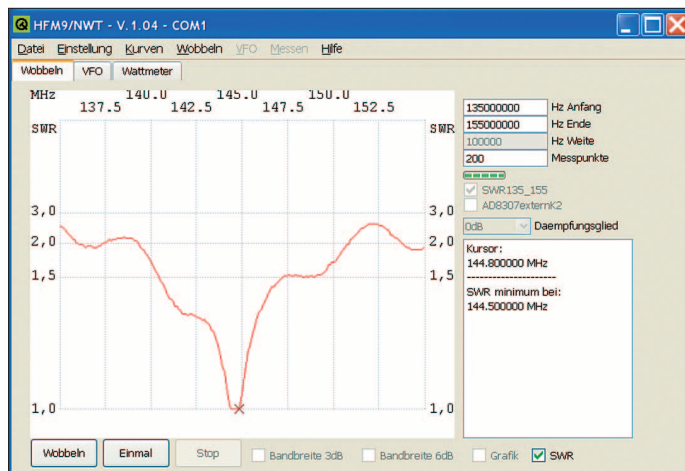 HFM9/NWT - V.1.04 - COM1
Datei Einstellung Kurven Wobbeln VFO Messen Hilfe
Wobbeln VFO Wattmeter
MHz 140.0 145.0 150.0
137.5 142.5 147.5 152.5
SWR SWR
3,0 3,0
2,0 2,0
1,5 1,5
1,0 1,0
135000000 Hz Anfang
155000000 Hz Ende
100000 Hz Weite
200 Messpunkte
SWR135_155
AD8307externK2
0dB Daempfungsglied
Kursor:
144.800000 MHz
--------------------
SWR minimum bei:
144.500000 MHz
Wobbeln Einmal Stop Bandbreite 3dB Bandbreite 6dB Grafik SWR